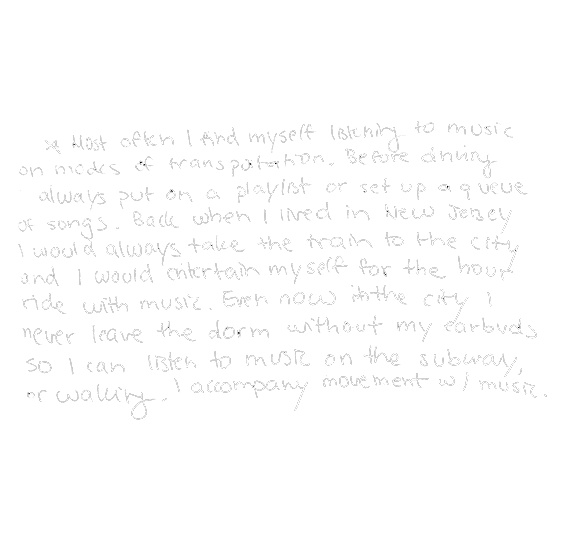 Most often I find myself listening to music
on modes of transportation. Before driving
always put on a playlist or set up a queue
of songs. Back when I lived in New Jersey
I would always take the train to the city,
and I would entertain myself for the hour
ride with music. Even now in the city I
never leave the dorm without my earbuds
so I can listen to music on the subway,
or walking. I accompany movement w/ music.